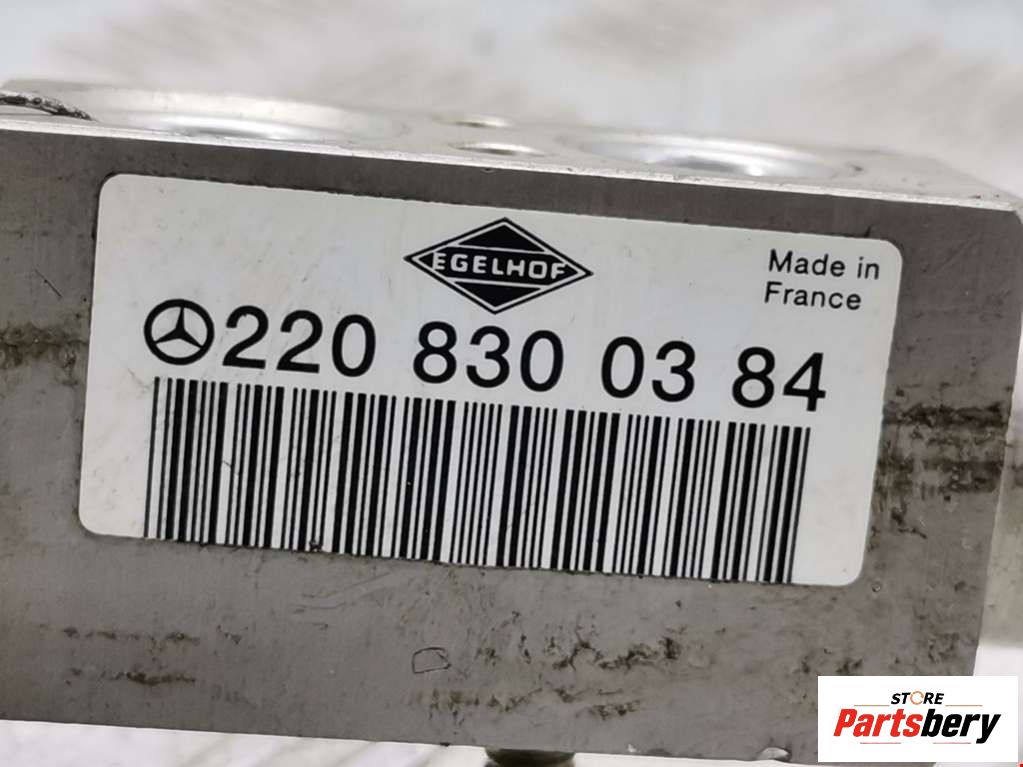 EGELHOF
Made in
France
220 830 03 84
STORE
Partsbery